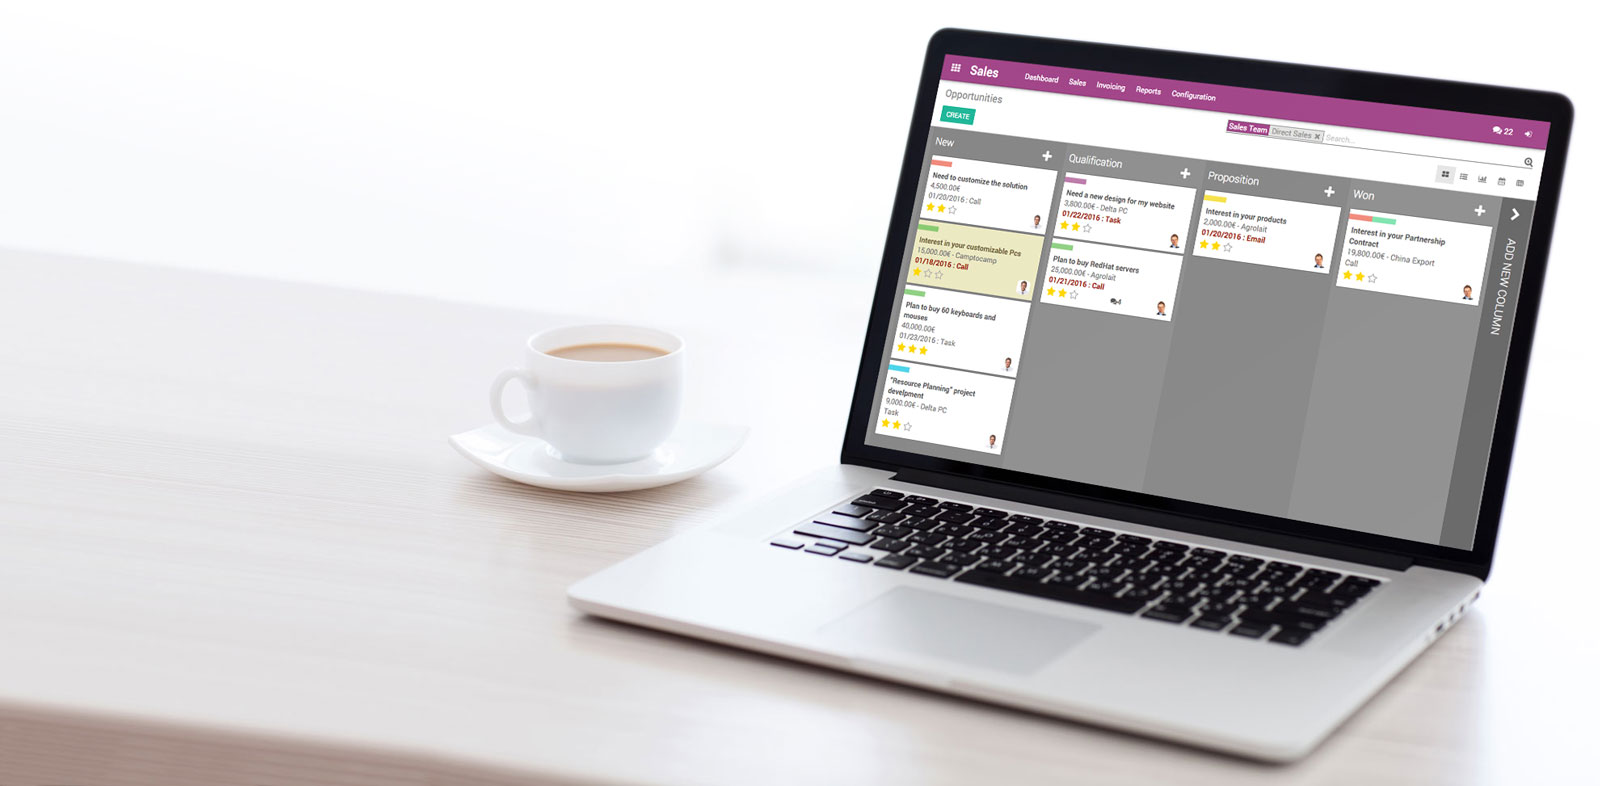 Sales
Dashboard
Sales
Invoicing
Reports
Configuration
22
Opportunities
CREATE
Sales Team
Direct Sales ×
Search...
New
Need to customize the solution
4,500.00€
01/20/2016 : Call
Interest in your customizable Pcs
15,000.00€ - Camptocamp
01/18/2016 : Call
Plan to buy 60 keyboards and
mouses
40,000.00€
01/23/2016 : Task
"Resource Planning" project
develpment
9,000.00€ - Delta PC
Task
Qualification
Need a new design for my website
3,800.00€ - Delta PC
01/22/2016 : Task
Plan to buy RedHat servers
25,000.00€ - Agrolait
01/21/2016 : Call
4
Proposition
Interest in your products
2,000.00€ - Agrolait
01/20/2016 : Email
Won
Interest in your Partnership
Contract
19,800.00€ - China Export
Call
ADD NEW COLUMN